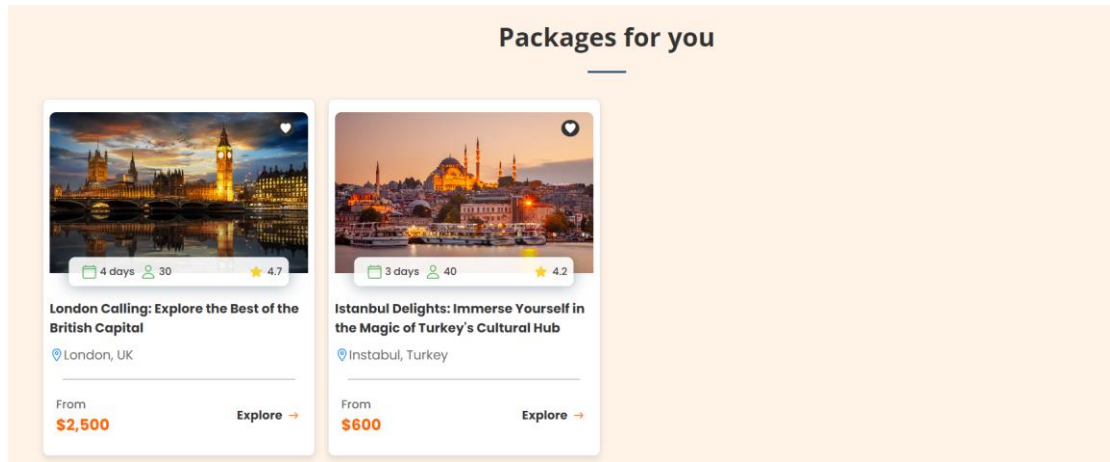 Packages for you
4 days 30 4.7
London Calling: Explore the Best of the
British Capital
London, UK
From
$2,500
Explore →
3 days 40 4.2
Istanbul Delights: Immerse Yourself in
the Magic of Turkey's Cultural Hub
Instabul, Turkey
From
$600
Explore →